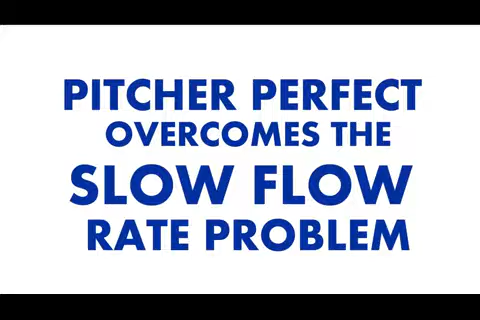 PITCHER PERFECT
OVERCOMES THE
SLOW FLOW
RATE PROBLEM